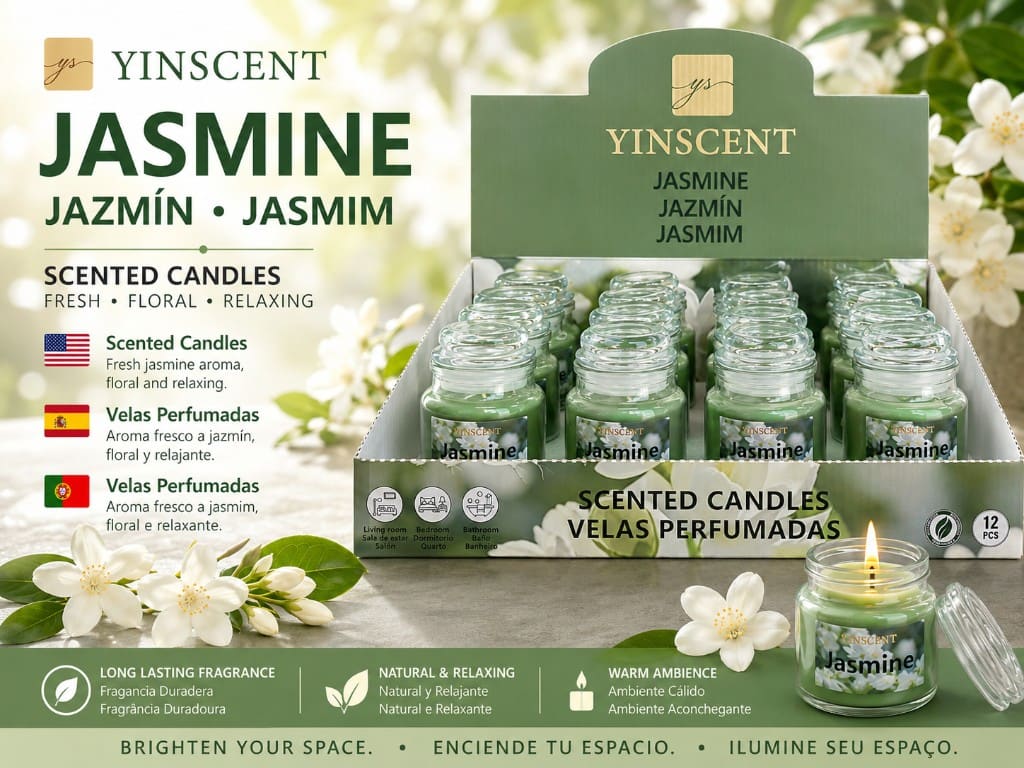 ys
YINSCENT
JASMINE
JAZMÍN • JASMIM
SCENTED CANDLES
FRESH • FLORAL • RELAXING
Scented Candles
Fresh jasmine aroma,
floral and relaxing.
Velas Perfumadas
Aroma fresco a jazmín,
floral y relajante.
Velas Perfumadas
Aroma fresco a jasmim,
floral e relaxante.
ys
YINSCENT
JASMINE
JAZMÍN
JASMIM
YINSCENT
Jasmine
YINSCENT
Jasmine
YINSCENT
Jasmine
YINSCENT
Jasmine
SCENTED CANDLES
VELAS PERFUMADAS
Living room
Sala de estar
Salón
Bedroom
Dormitorio
Quarto
Bathroom
Baño
Banheiro
12
PCS
YINSCENT
Jasmine
LONG LASTING FRAGRANCE
Fragancia Duradera
Fragrância Duradoura
NATURAL & RELAXING
Natural y Relajante
Natural e Relaxante
WARM AMBIENCE
Ambiente Cálido
Ambiente Aconchegante
BRIGHTEN YOUR SPACE. • ENCIENDE TU ESPACIO. • ILUMINE SEU ESPAÇO.